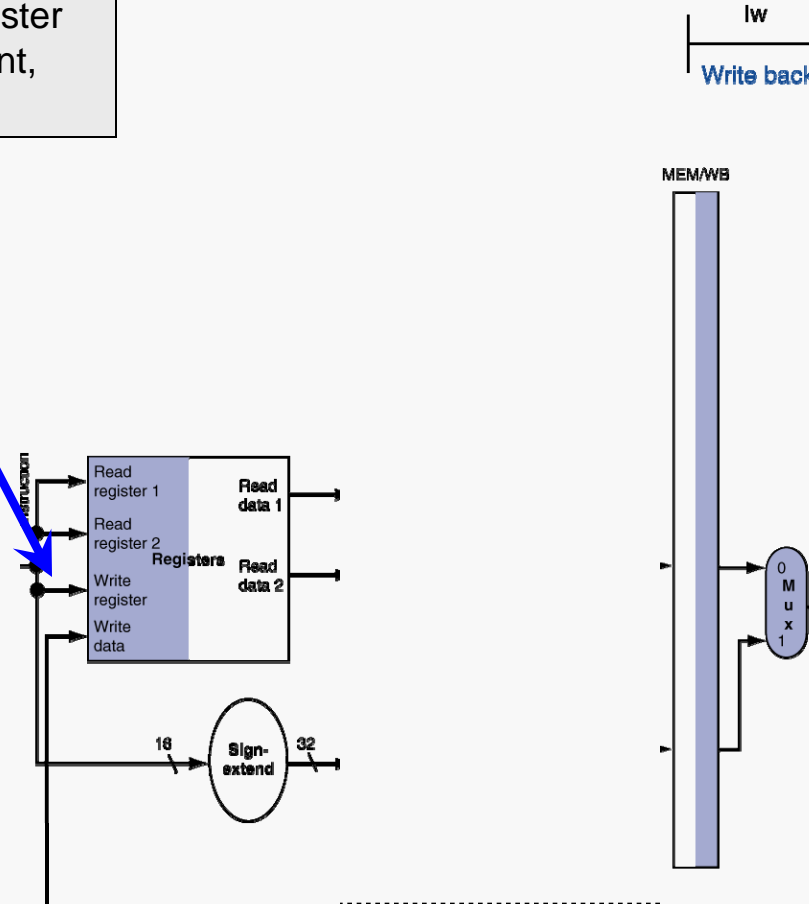 ster
nt,
lw
Write back
MEM/WB
struction
Read
register 1
Read
register 2
Write
register
Write
data
Registers
Read
data 1
Read
data 2
16
Sign-
extend
32
0
M
u
x
1